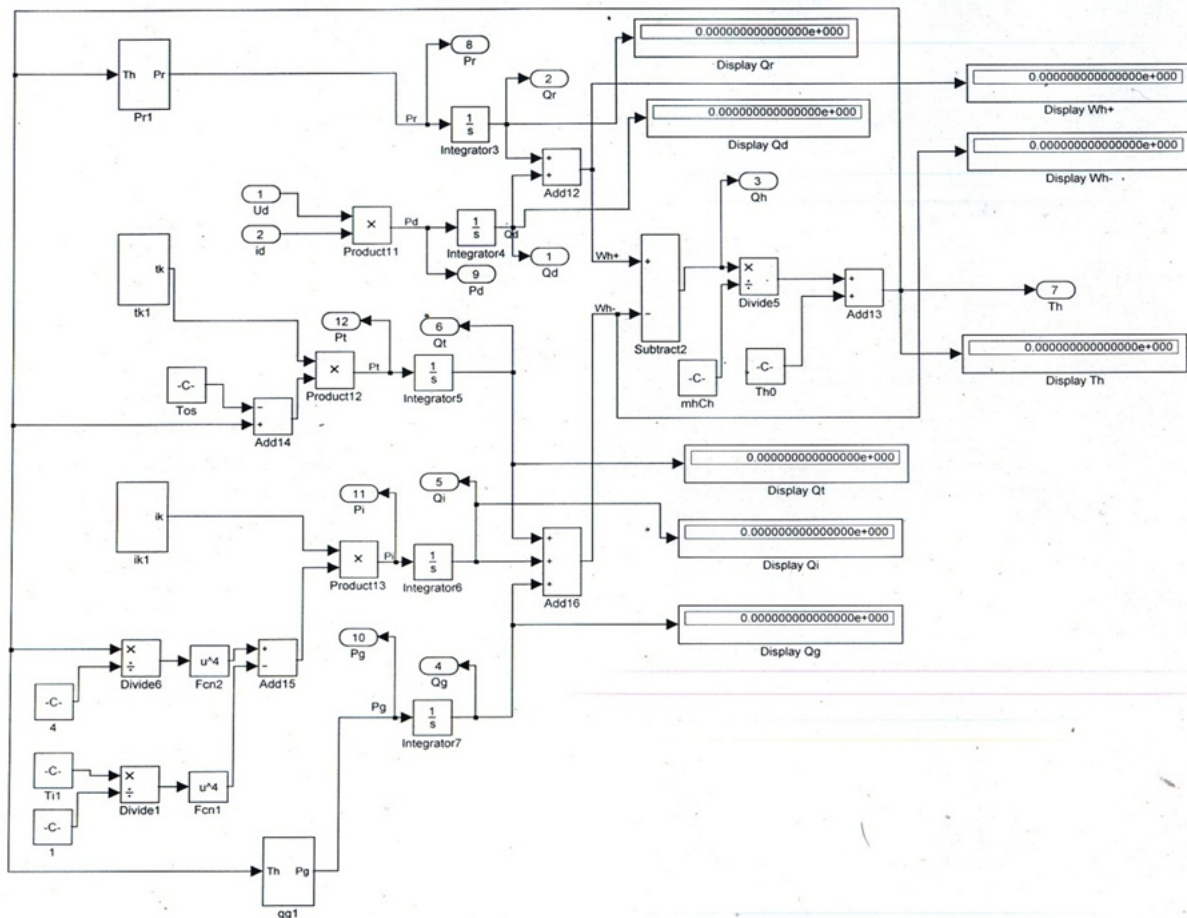 0.000000000000000e+000
Display Qr
8
Pr
2
Qr
Th Pr
Pr1
0.000000000000000e+000
Display Wh+
Pr
1
s
Integrator3
0.000000000000000e+000
Display Qd
0.000000000000000e+000
Display Wh-
+
+
Add12
3
Qh
1
Ud
2
id
×
Product11
Pd
1
s
Integrator4
Qd
1
Qd
9
Pd
tk
tk1
Wh+
Wh-
+
−
Subtract2
×
÷
Divide5
+
+
Add13
7
Th
12
Pt
6
Qt
0.000000000000000e+000
Display Th
-C-
mhCh
-C-
Th0
-C-
Tos
−
+
Add14
×
Product12
Pt
1
s
Integrator5
0.000000000000000e+000
Display Qt
11
Pi
5
Qi
ik
ik1
0.000000000000000e+000
Display Qi
×
Product13
Pi
1
s
Integrator6
+
+
+
Add16
0.000000000000000e+000
Display Qg
10
Pg
4
Qg
×
÷
Divide6
u^4
Fcn2
+
−
Add15
-C-
4
Pg
1
s
Integrator7
-C-
Ti1
×
÷
Divide1
u^4
Fcn1
-C-
1
Th Pg
qg1